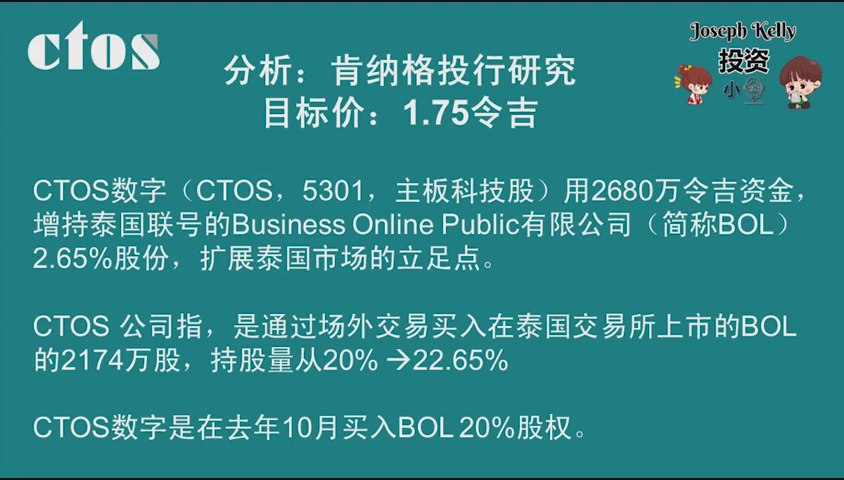 ctos
Joseph Kelly
投资
小
分析：肯纳格投行研究
目标价：1.75令吉
CTOS数字（CTOS，5301，主板科技股）用2680万令吉资金，
增持泰国联号的Business Online Public有限公司（简称BOL）
2.65%股份，扩展泰国市场的立足点。
CTOS 公司指，是通过场外交易买入在泰国交易所上市的BOL
的2174万股，持股量从20% →22.65%
CTOS数字是在去年10月买入BOL 20%股权。